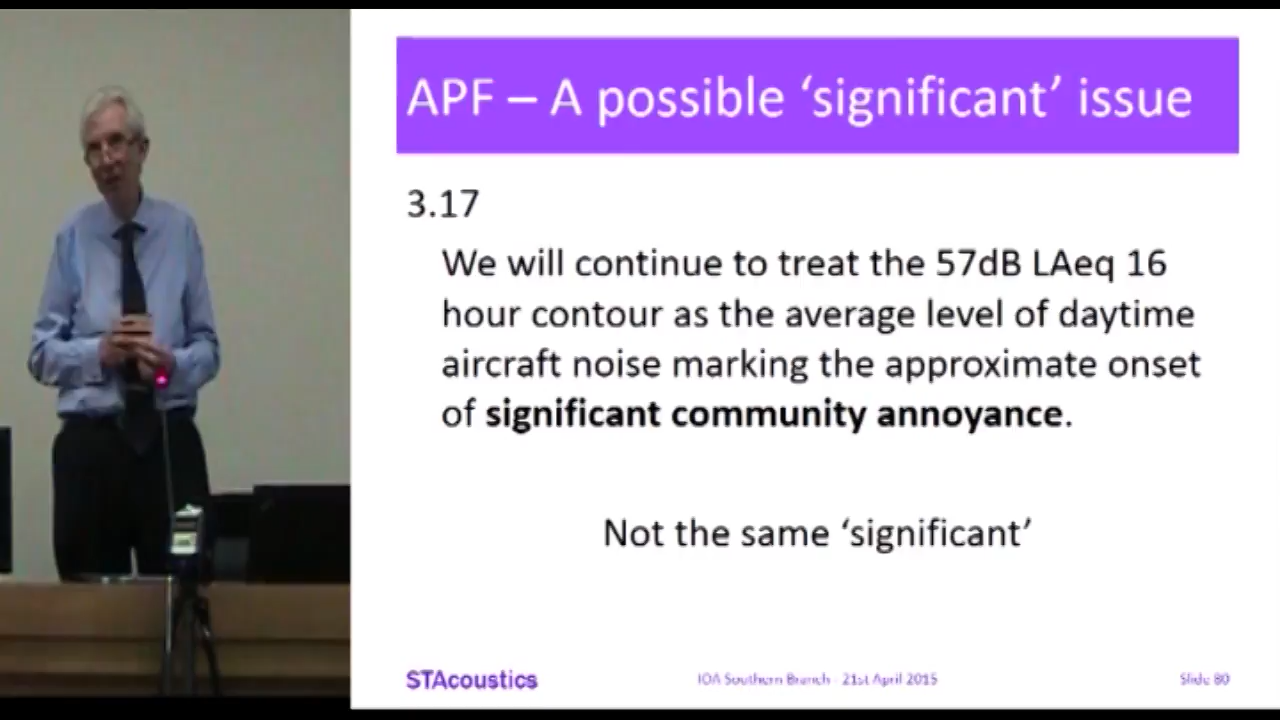 APF – A possible ‘significant’ issue
3.17
We will continue to treat the 57dB LAeq 16
hour contour as the average level of daytime
aircraft noise marking the approximate onset
of significant community annoyance.
Not the same ‘significant’
STAcoustics
IOA Southern Branch - 21st April 2015
Slide 80